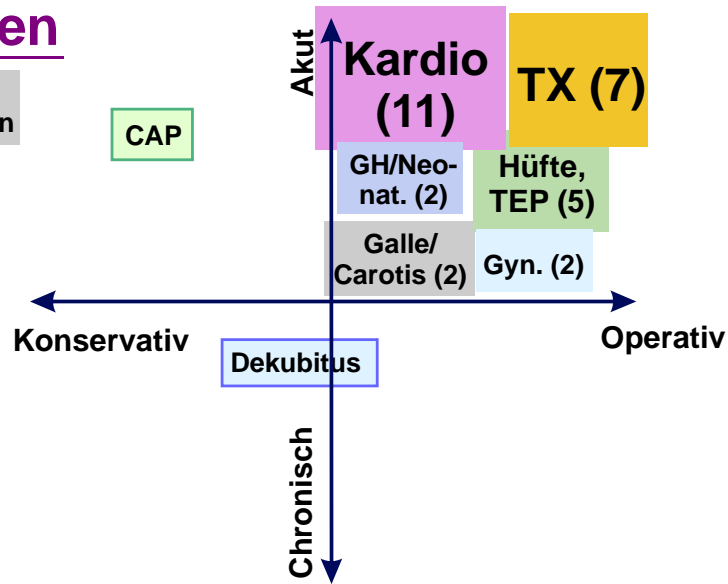 en
n
Akut
Kardio
(11)
TX (7)
CAP
GH/Neo-
nat. (2)
Hüfte,
TEP (5)
Galle/
Carotis (2)
Gyn. (2)
Konservativ
Operativ
Dekubitus
Chronisch